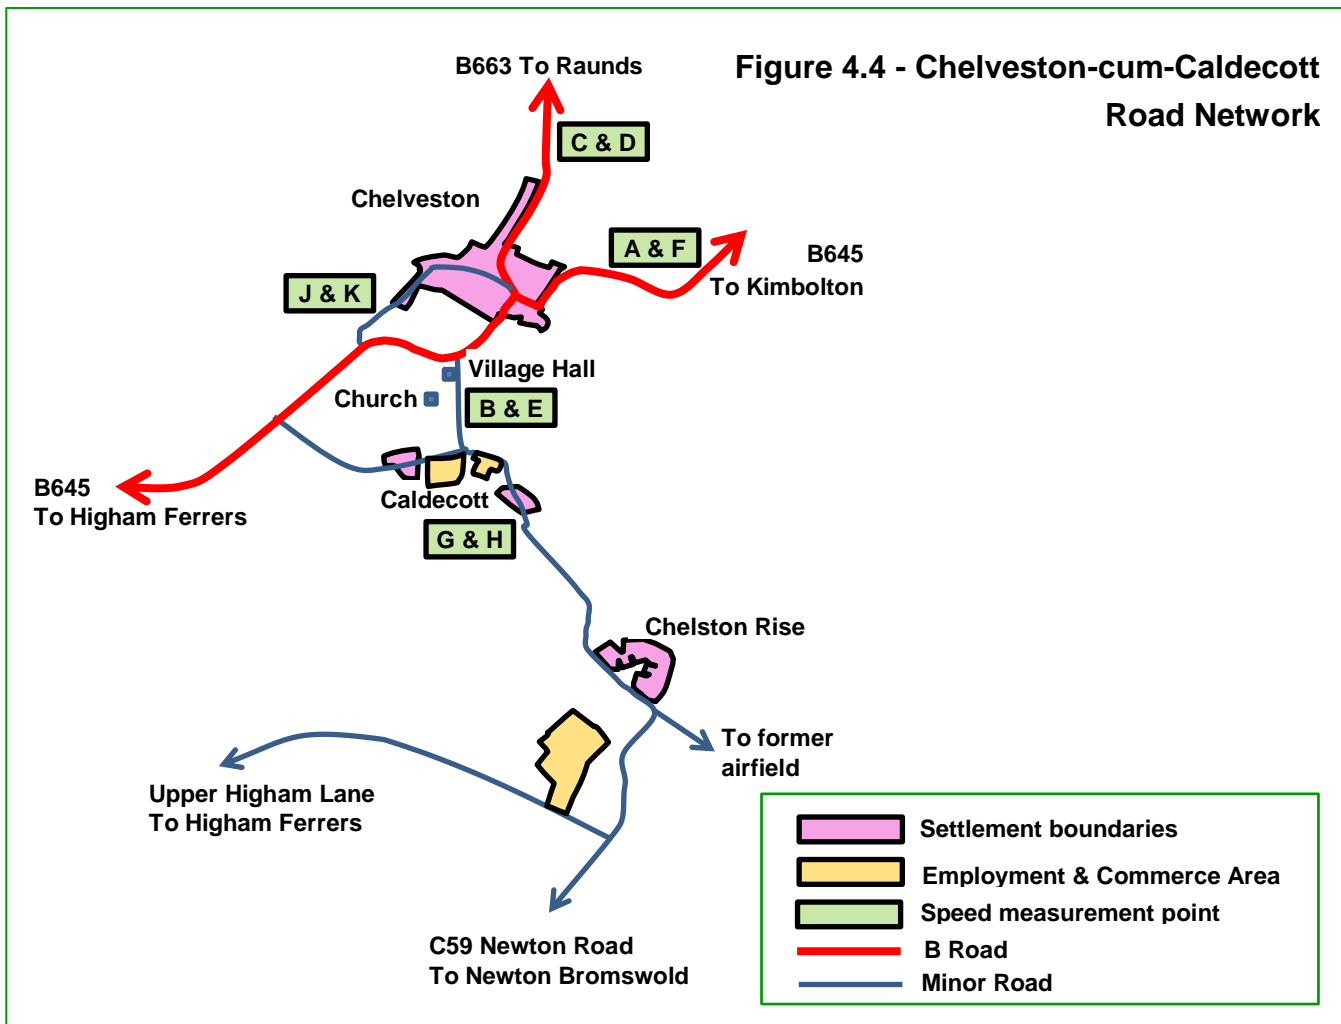 Figure 4.4 - Chelveston-cum-Caldecott
Road Network
B663 To Raunds
C & D
Chelveston
A & F
B645
To Kimbolton
J & K
Village Hall
Church
B & E
B645
To Higham Ferrers
Caldecott
G & H
Chelston Rise
To former
airfield
Upper Higham Lane
To Higham Ferrers
C59 Newton Road
To Newton Bromswold
Settlement boundaries
Employment & Commerce Area
Speed measurement point
B Road
Minor Road